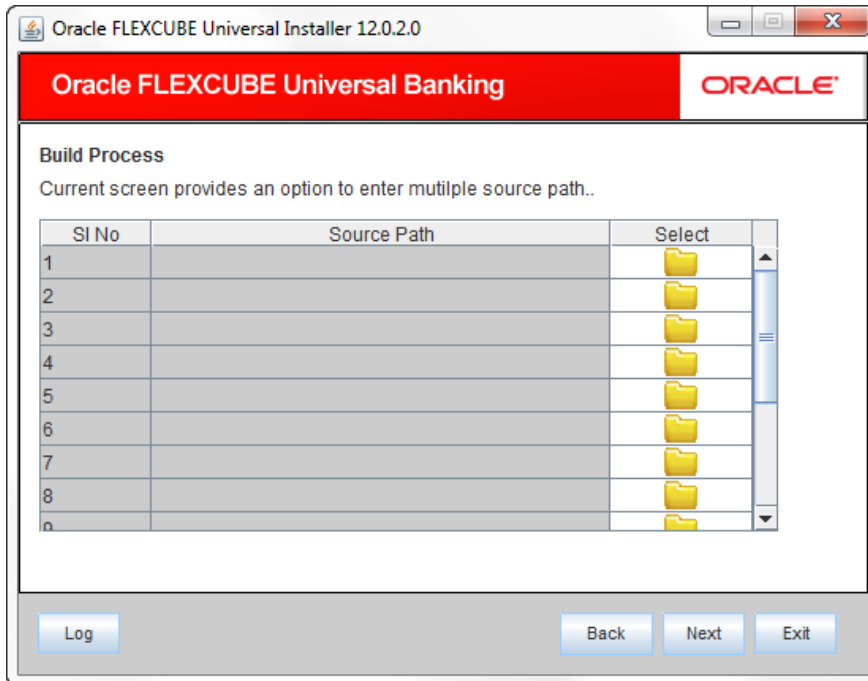 Oracle FLEXCUBE Universal Installer 12.0.2.0
Oracle FLEXCUBE Universal Banking
ORACLE
Build Process
Current screen provides an option to enter mutilple source path..
Sl No Source Path Select
1
2
3
4
5
6
7
8
9
Log Back Next Exit